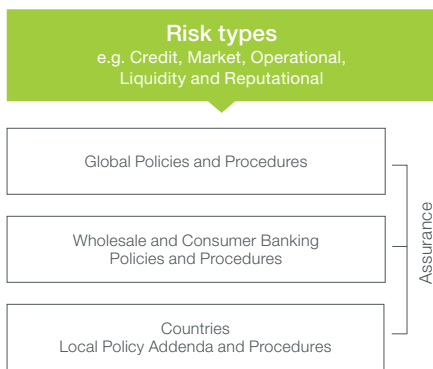 Risk types
e.g. Credit, Market, Operational,
Liquidity and Reputational
Global Policies and Procedures
Wholesale and Consumer Banking
Policies and Procedures
Countries
Local Policy Addenda and Procedures
Assurance